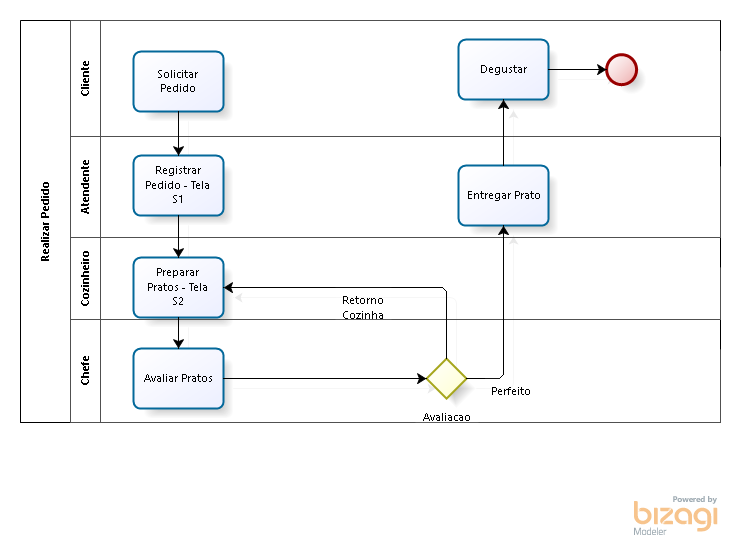 Realizar Pedido
Cliente
Solicitar
Pedido
Degustar
Atendente
Registrar
Pedido - Tela
S1
Entregar Prato
Cozinheiro
Preparar
Pratos - Tela
S2
Retorno
Cozinha
Chefe
Avaliar Pratos
Perfeito
Avaliacao
Powered by
bizagi
Modeler